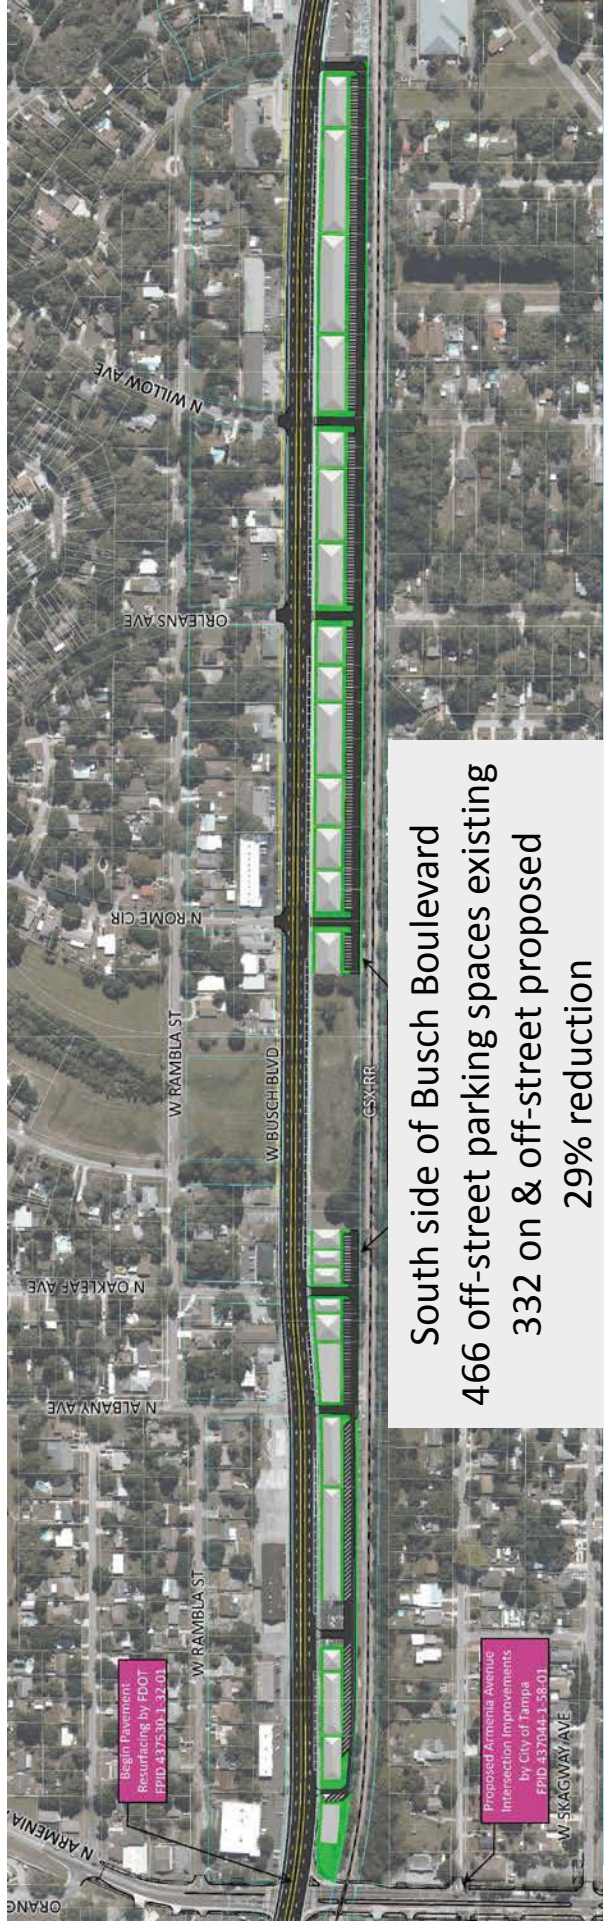 ORANG
N ARMENIA
Begin Pavement
Resurfacing by FDOT
FPID 437530-1-32-01
W RAMBLA ST
N ALBANY AVE
N OAKLEAF AVE
W RAMBLA ST
W BUSCH BLVD
N ROME CIR
ORLEANS AVE
N WILLOW AVE
CSX RR
Proposed Armenia Avenue
Intersection Improvements
by City of Tampa
FPID 437044-1-58-01
W SKAGWAY AVE
South side of Busch Boulevard
466 off-street parking spaces existing
332 on & off-street proposed
29% reduction